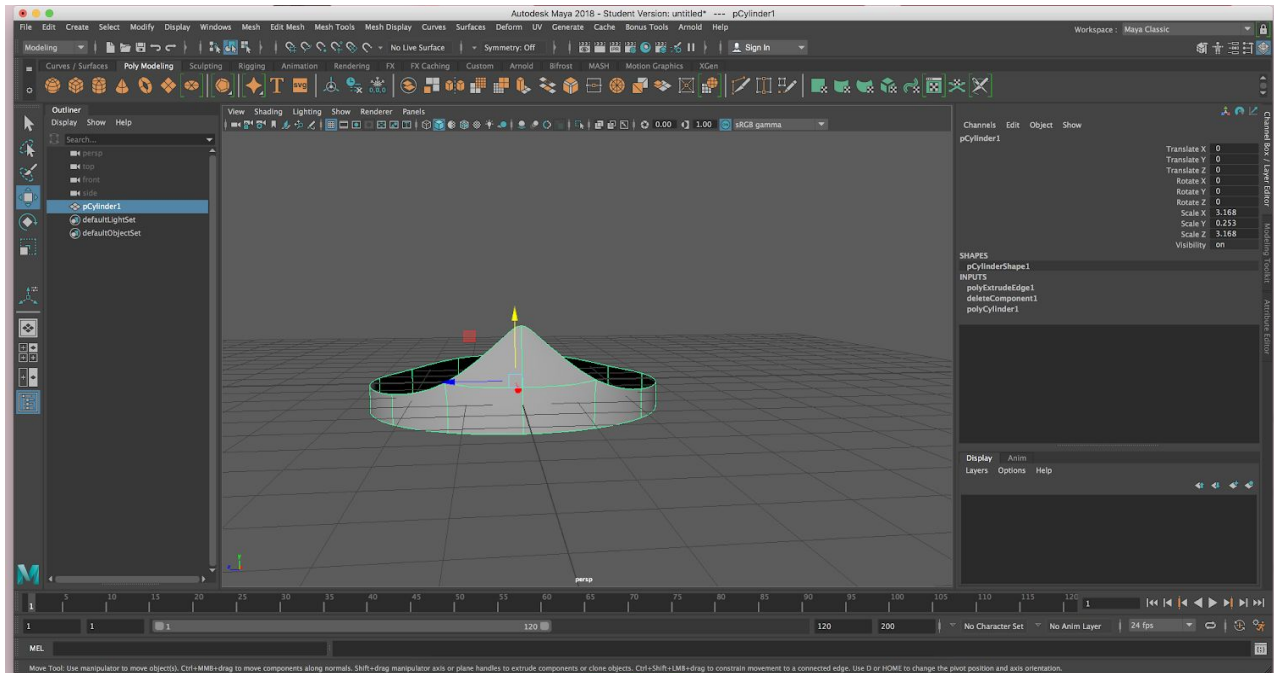 Autodesk Maya 2018 - Student Version: untitled* --- pCylinder1
File Edit Create Select Modify Display Windows Mesh Edit Mesh Mesh Tools Mesh Display Curves Surfaces Deform UV Generate Cache Bonus Tools Arnold Help Workspace : Maya Classic
Modeling No Live Surface Symmetry: Off Sign In
Curves / Surfaces Poly Modeling Sculpting Rigging Animation Rendering FX FX Caching Custom Arnold Bifrost MASH Motion Graphics XGen
Outliner
Display Show Help
Search...
persp
top
front
side
pCylinder1
defaultLightSet
defaultObjectSet
View Shading Lighting Show Renderer Panels
0.00 1.00 sRGB gamma
persp
Channels Edit Object Show
pCylinder1
Translate X 0
Translate Y 0
Translate Z 0
Rotate X 0
Rotate Y 0
Rotate Z 0
Scale X 3.168
Scale Y 0.253
Scale Z 3.168
Visibility on
SHAPES
pCylinderShape1
INPUTS
polyExtrudeEdge1
deleteComponent1
polyCylinder1
Channel Box / Layer Editor
Modeling Toolkit
Attribute Editor
Display Anim
Layers Options Help
1 5 10 15 20 25 30 35 40 45 50 55 60 65 70 75 80 85 90 95 100 105 110 115 120 1
1 1 1 120 120 200 No Character Set No Anim Layer 24 fps
MEL
Move Tool: Use manipulator to move object(s). Ctrl+MMB+drag to move components along normals. Shift+drag manipulator axis or plane handles to extrude components or clone objects. Ctrl+Shift+LMB+drag to constrain movement to a connected edge. Use D or HOME to change the pivot position and axis orientation.